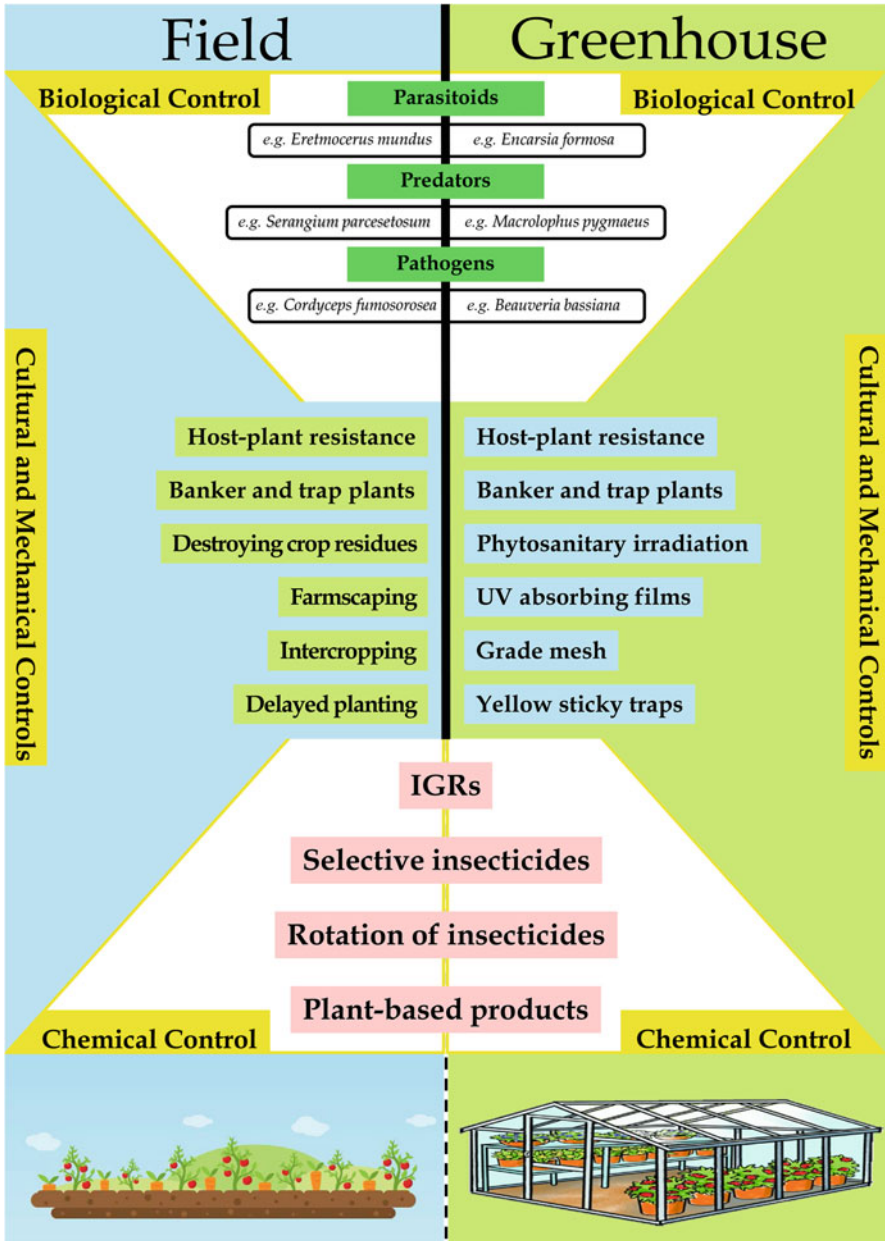 Field
Greenhouse
Biological Control
Parasitoids
Biological Control
e.g. Eretmocerus mundus
e.g. Encarsia formosa
Predators
e.g. Serangium parcesetosum
e.g. Macrolophus pygmaeus
Pathogens
e.g. Cordyceps fumosorosea
e.g. Beauveria bassiana
Cultural and Mechanical Controls
Host-plant resistance
Banker and trap plants
Destroying crop residues
Farmscaping
Intercropping
Delayed planting
Host-plant resistance
Banker and trap plants
Phytosanitary irradiation
UV absorbing films
Grade mesh
Yellow sticky traps
Cultural and Mechanical Controls
IGRs
Selective insecticides
Rotation of insecticides
Plant-based products
Chemical Control
Chemical Control